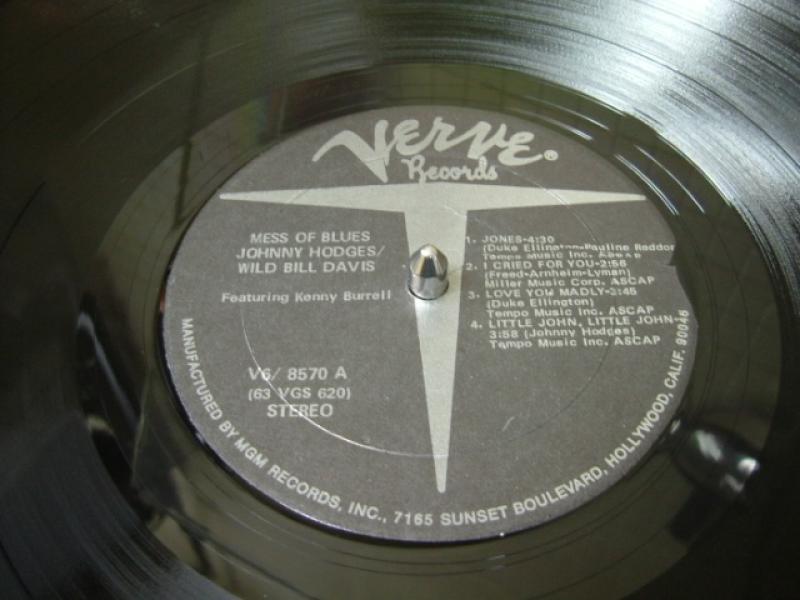 Verve®
Records
MESS OF BLUES
JOHNNY HODGES/
WILD BILL DAVIS
Featuring Kenny Burrell
V6/ 8570 A
(63 VGS 620)
STEREO
1. JONES-4:30
(Duke Ellington-Pauline Reddon
Tempo Music Inc. ASCAP
2. I CRIED FOR YOU-2:56
(Freed-Arnheim-Lyman)
Miller Music Corp. ASCAP
3. LOVE YOU MADLY-3:45
(Duke Ellington)
Tempo Music Inc. ASCAP
4. LITTLE JOHN, LITTLE JOHN-
3:58 (Johnny Hodges)
Tempo Music Inc. ASCAP
MANUFACTURED BY MGM RECORDS, INC., 7165 SUNSET BOULEVARD, HOLLYWOOD, CALIF. 90046